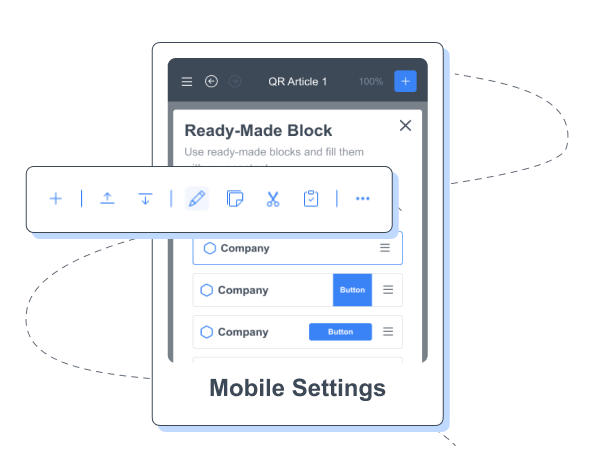 QR Article 1 100%
Ready-Made Block
Use ready-made blocks and fill them
Company
Company Button
Company Button
Mobile Settings